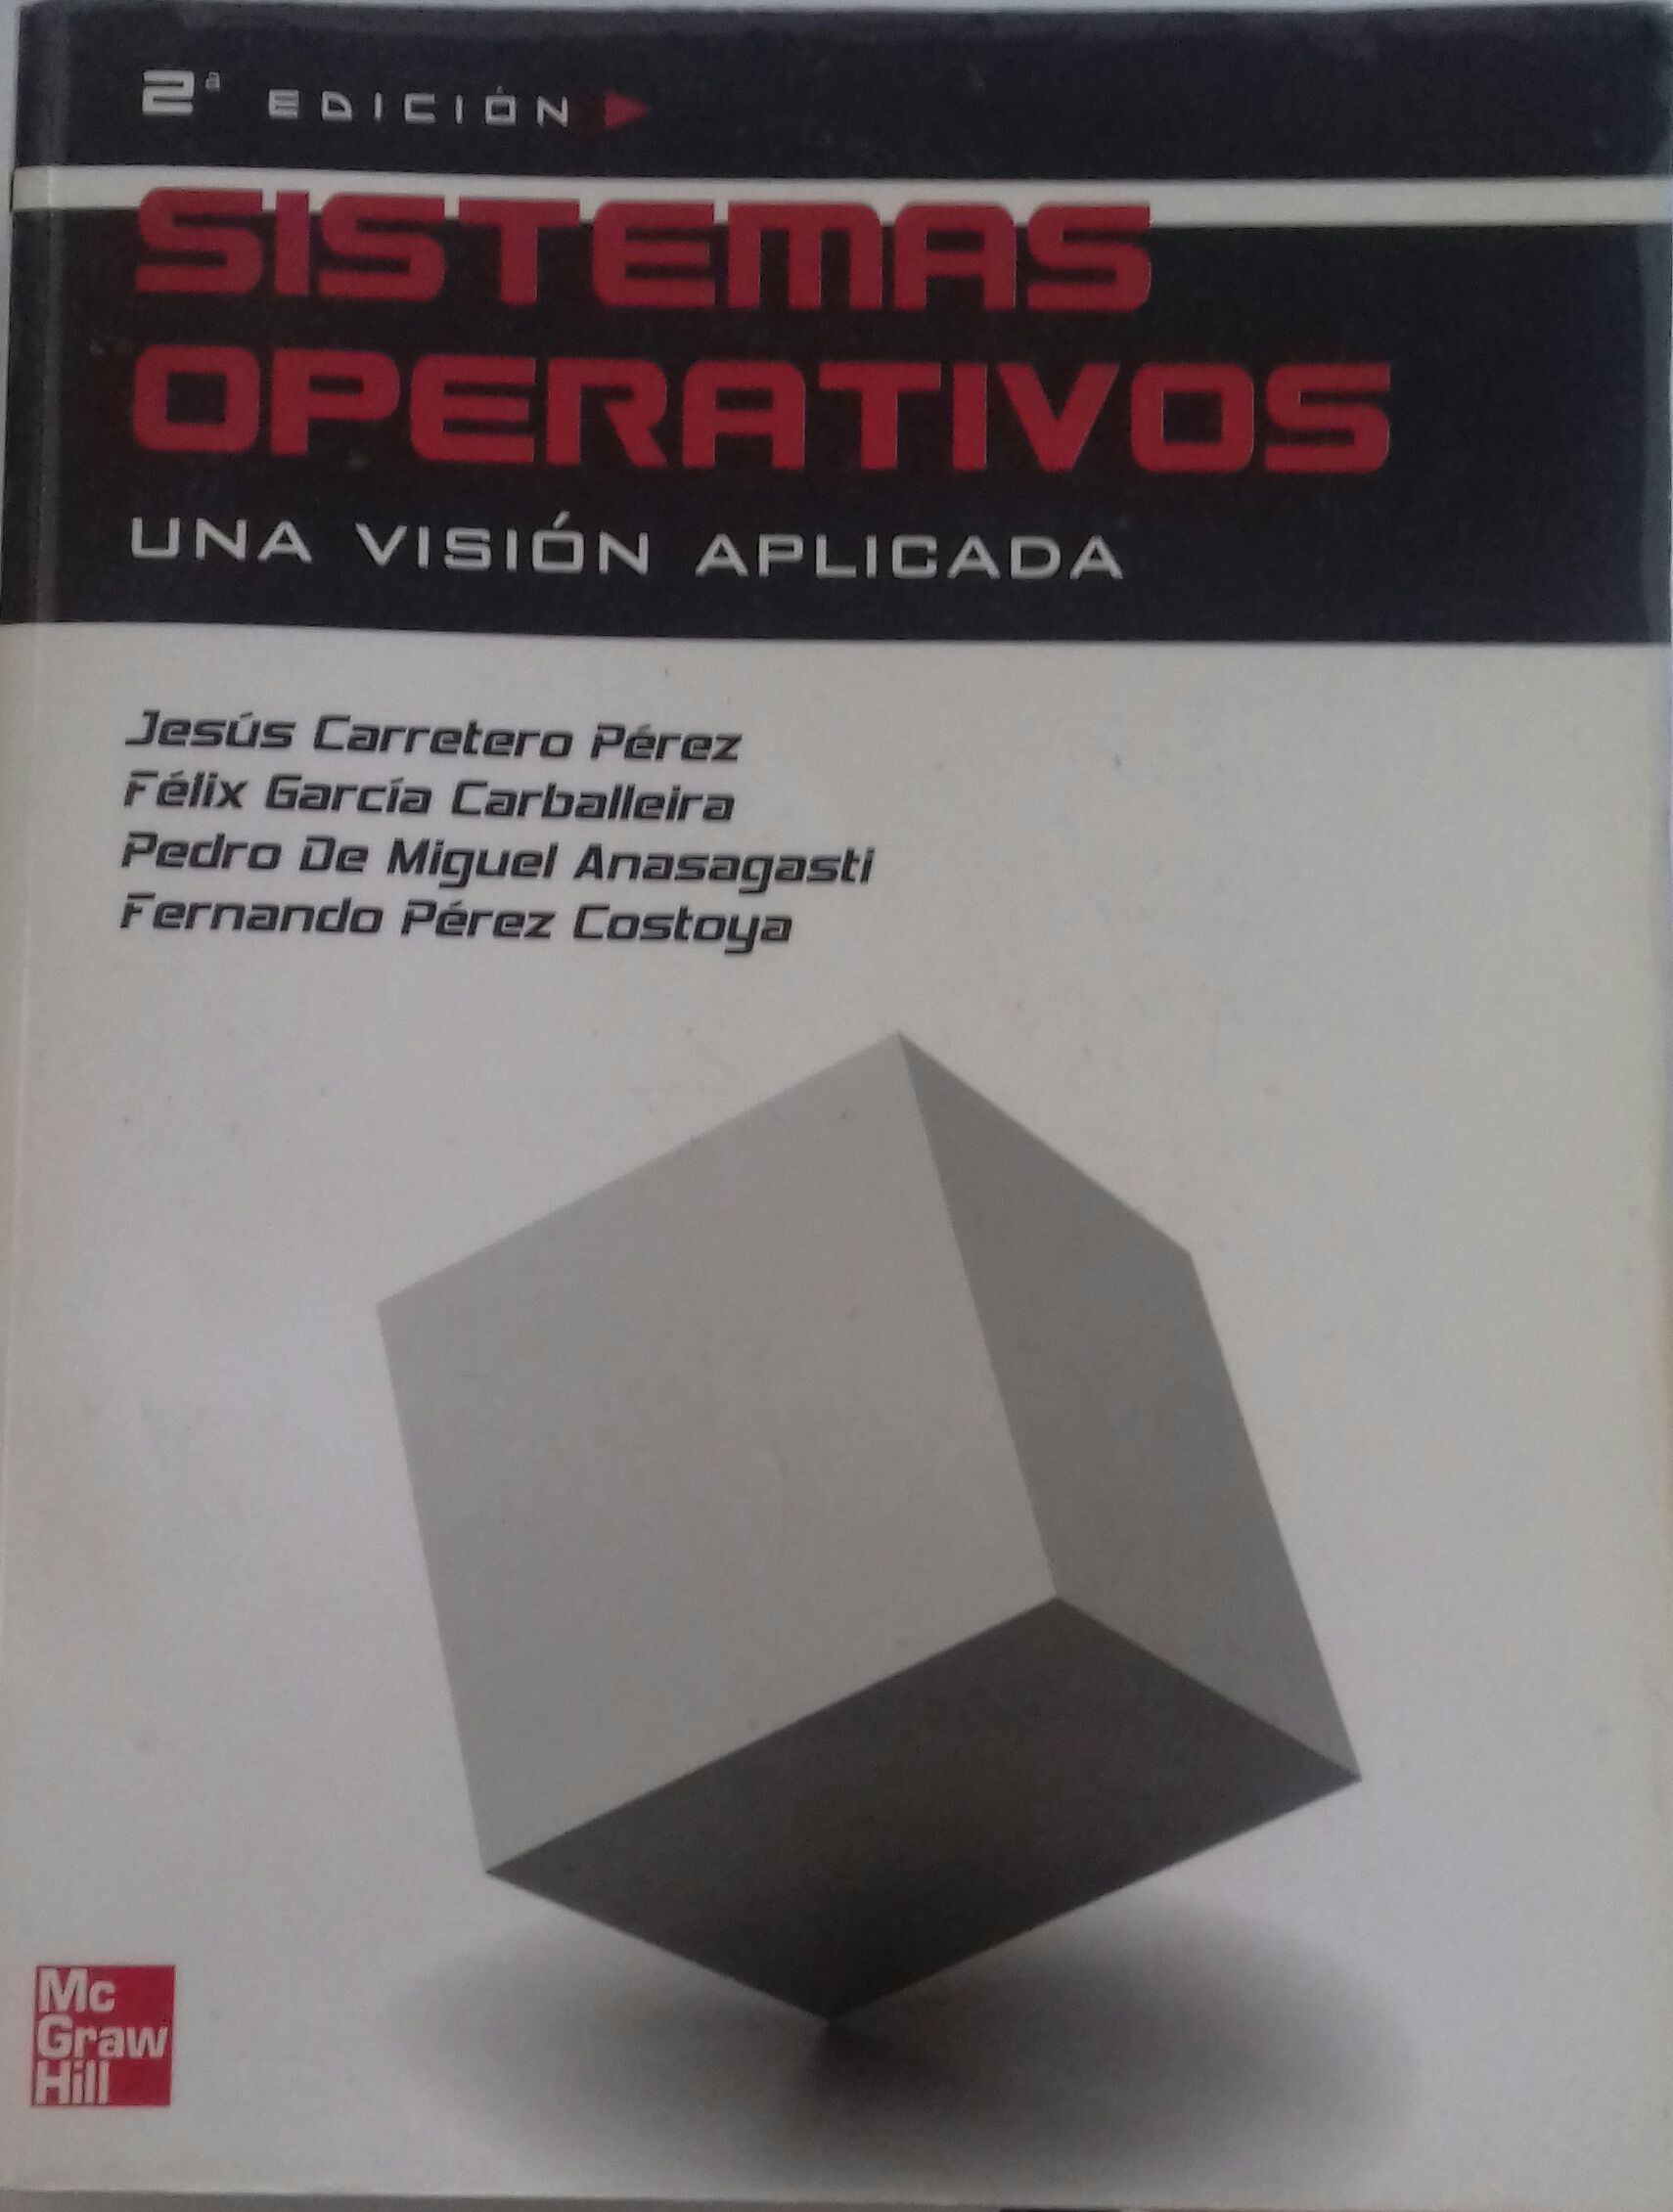 2ª EDICIÓN
SISTEMAS
OPERATIVOS
UNA VISIÓN APLICADA
Jesús Carretero Pérez
Félix García Carballeira
Pedro De Miguel Anasagasti
Fernando Pérez Costoya
Mc
Graw
Hill